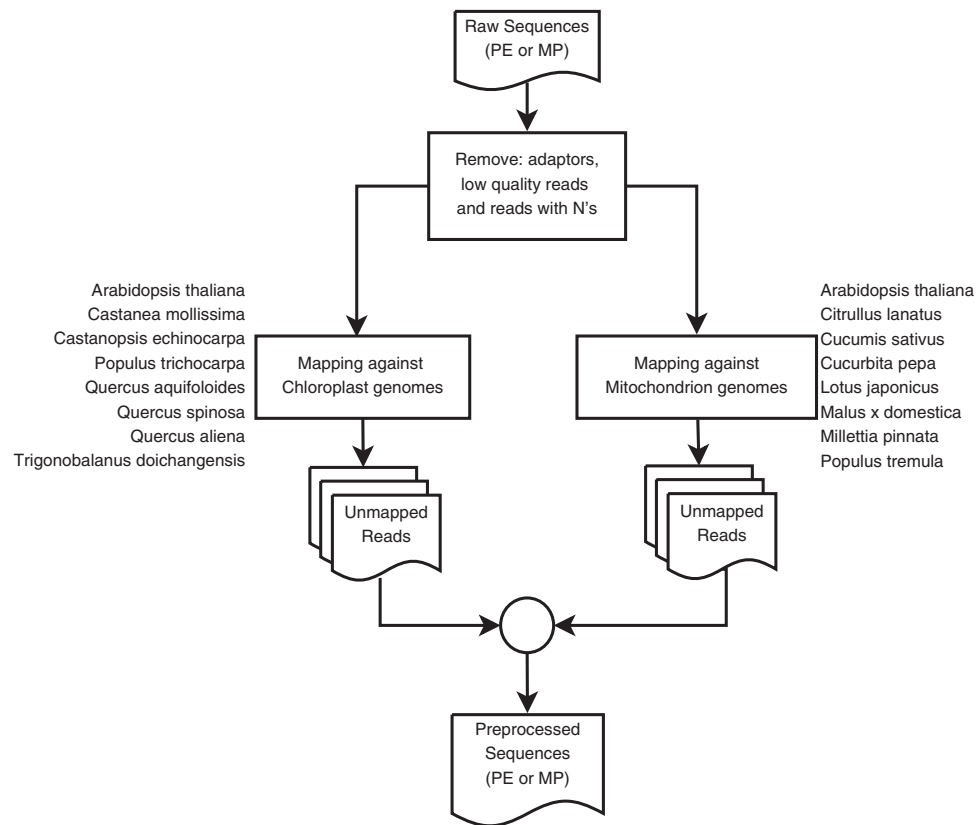 Raw Sequences
(PE or MP)
Remove: adaptors,
low quality reads
and reads with N's
Arabidopsis thaliana
Castanea mollissima
Castanopsis echinocarpa
Populus trichocarpa
Quercus aquifoloides
Quercus spinosa
Quercus aliena
Trigonobalanus doichangensis
Mapping against
Chloroplast genomes
Mapping against
Mitochondrion genomes
Arabidopsis thaliana
Citrullus lanatus
Cucumis sativus
Cucurbita pepa
Lotus japonicus
Malus x domestica
Millettia pinnata
Populus tremula
Unmapped
Reads
Unmapped
Reads
Preprocessed
Sequences
(PE or MP)